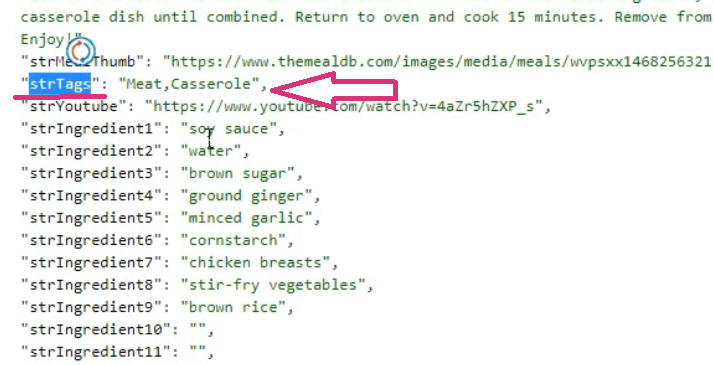 casserole dish until combined. Return to oven and cook 15 minutes. Remove from
Enjoy!"
"strMealThumb": "https://www.themealdb.com/images/media/meals/wvpsxx1468256321
"strTags": "Meat,Casserole",
"strYoutube": "https://www.youtube.com/watch?v=4aZr5hZXP_s",
"strIngredient1": "soy sauce",
"strIngredient2": "water",
"strIngredient3": "brown sugar",
"strIngredient4": "ground ginger",
"strIngredient5": "minced garlic",
"strIngredient6": "cornstarch",
"strIngredient7": "chicken breasts",
"strIngredient8": "stir-fry vegetables",
"strIngredient9": "brown rice",
"strIngredient10": "",
"strIngredient11": "",